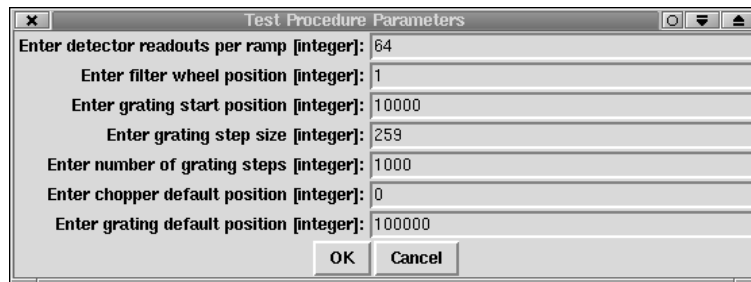 Test Procedure Parameters
Enter detector readouts per ramp [integer]: 64
Enter filter wheel position [integer]: 1
Enter grating start position [integer]: 10000
Enter grating step size [integer]: 259
Enter number of grating steps [integer]: 1000
Enter chopper default position [integer]: 0
Enter grating default position [integer]: 100000
OK Cancel